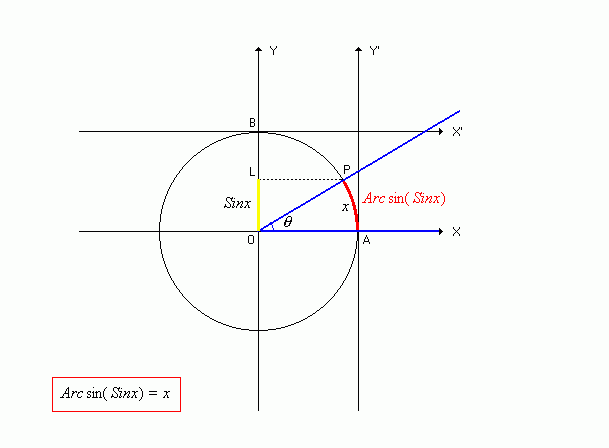 Y
Y'
B
X'
L
P
Sinx
x
Arc sin( Sinx)
θ
O
A
X
Arc sin( Sinx) = x